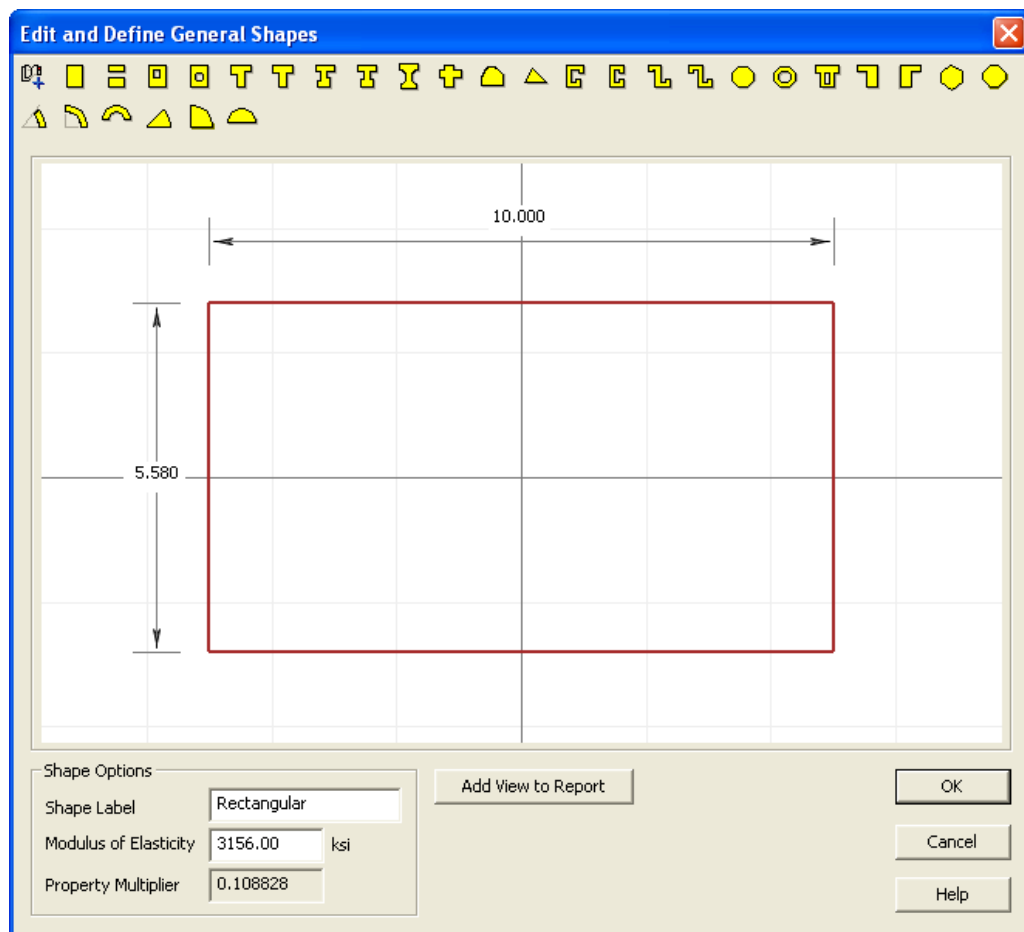 Edit and Define General Shapes
10.000
5.580
Shape Options
Shape Label Rectangular
Modulus of Elasticity 3156.00 ksi
Property Multiplier 0.108828
Add View to Report
OK
Cancel
Help